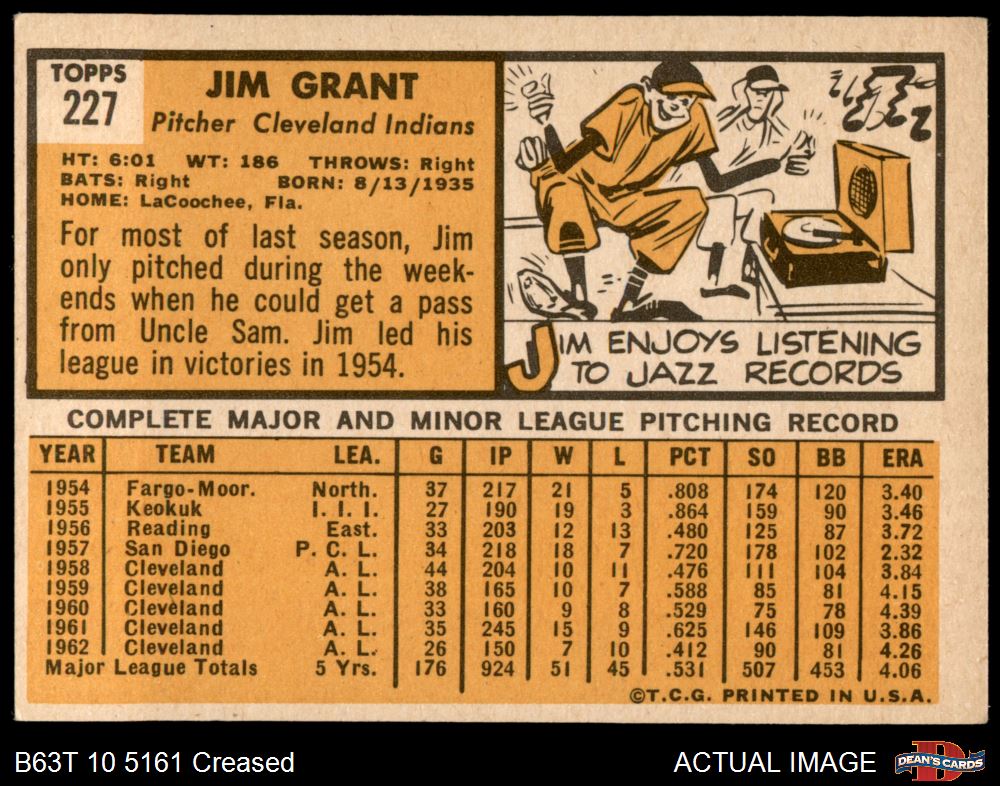 TOPPS
227
JIM GRANT
Pitcher Cleveland Indians
HT: 6:01 WT: 186 THROWS: Right
BATS: Right BORN: 8/13/1935
HOME: LaCoochee, Fla.
For most of last season, Jim
only pitched during the week-
ends when he could get a pass
from Uncle Sam. Jim led his
league in victories in 1954.
JIM ENJOYS LISTENING
TO JAZZ RECORDS
COMPLETE MAJOR AND MINOR LEAGUE PITCHING RECORD
YEAR TEAM LEA. G IP W L PCT SO BB ERA
1954 Fargo-Moor. North. 37 217 21 5 .808 174 120 3.40
1955 Keokuk I. I. I. 27 190 19 3 .864 159 90 3.46
1956 Reading East. 33 203 12 13 .480 125 87 3.72
1957 San Diego P. C. L. 34 218 18 7 .720 178 102 2.32
1958 Cleveland A. L. 44 204 10 11 .476 111 104 3.84
1959 Cleveland A. L. 38 165 10 7 .588 85 81 4.15
1960 Cleveland A. L. 33 160 9 8 .529 75 78 4.39
1961 Cleveland A. L. 35 245 15 9 .625 146 109 3.86
1962 Cleveland A. L. 26 150 7 10 .412 90 81 4.26
Major League Totals 5 Yrs. 176 924 51 45 .531 507 453 4.06
©T.C.G. PRINTED IN U.S.A.
B63T 10 5161 Creased
ACTUAL IMAGE
DEAN'S CARDS